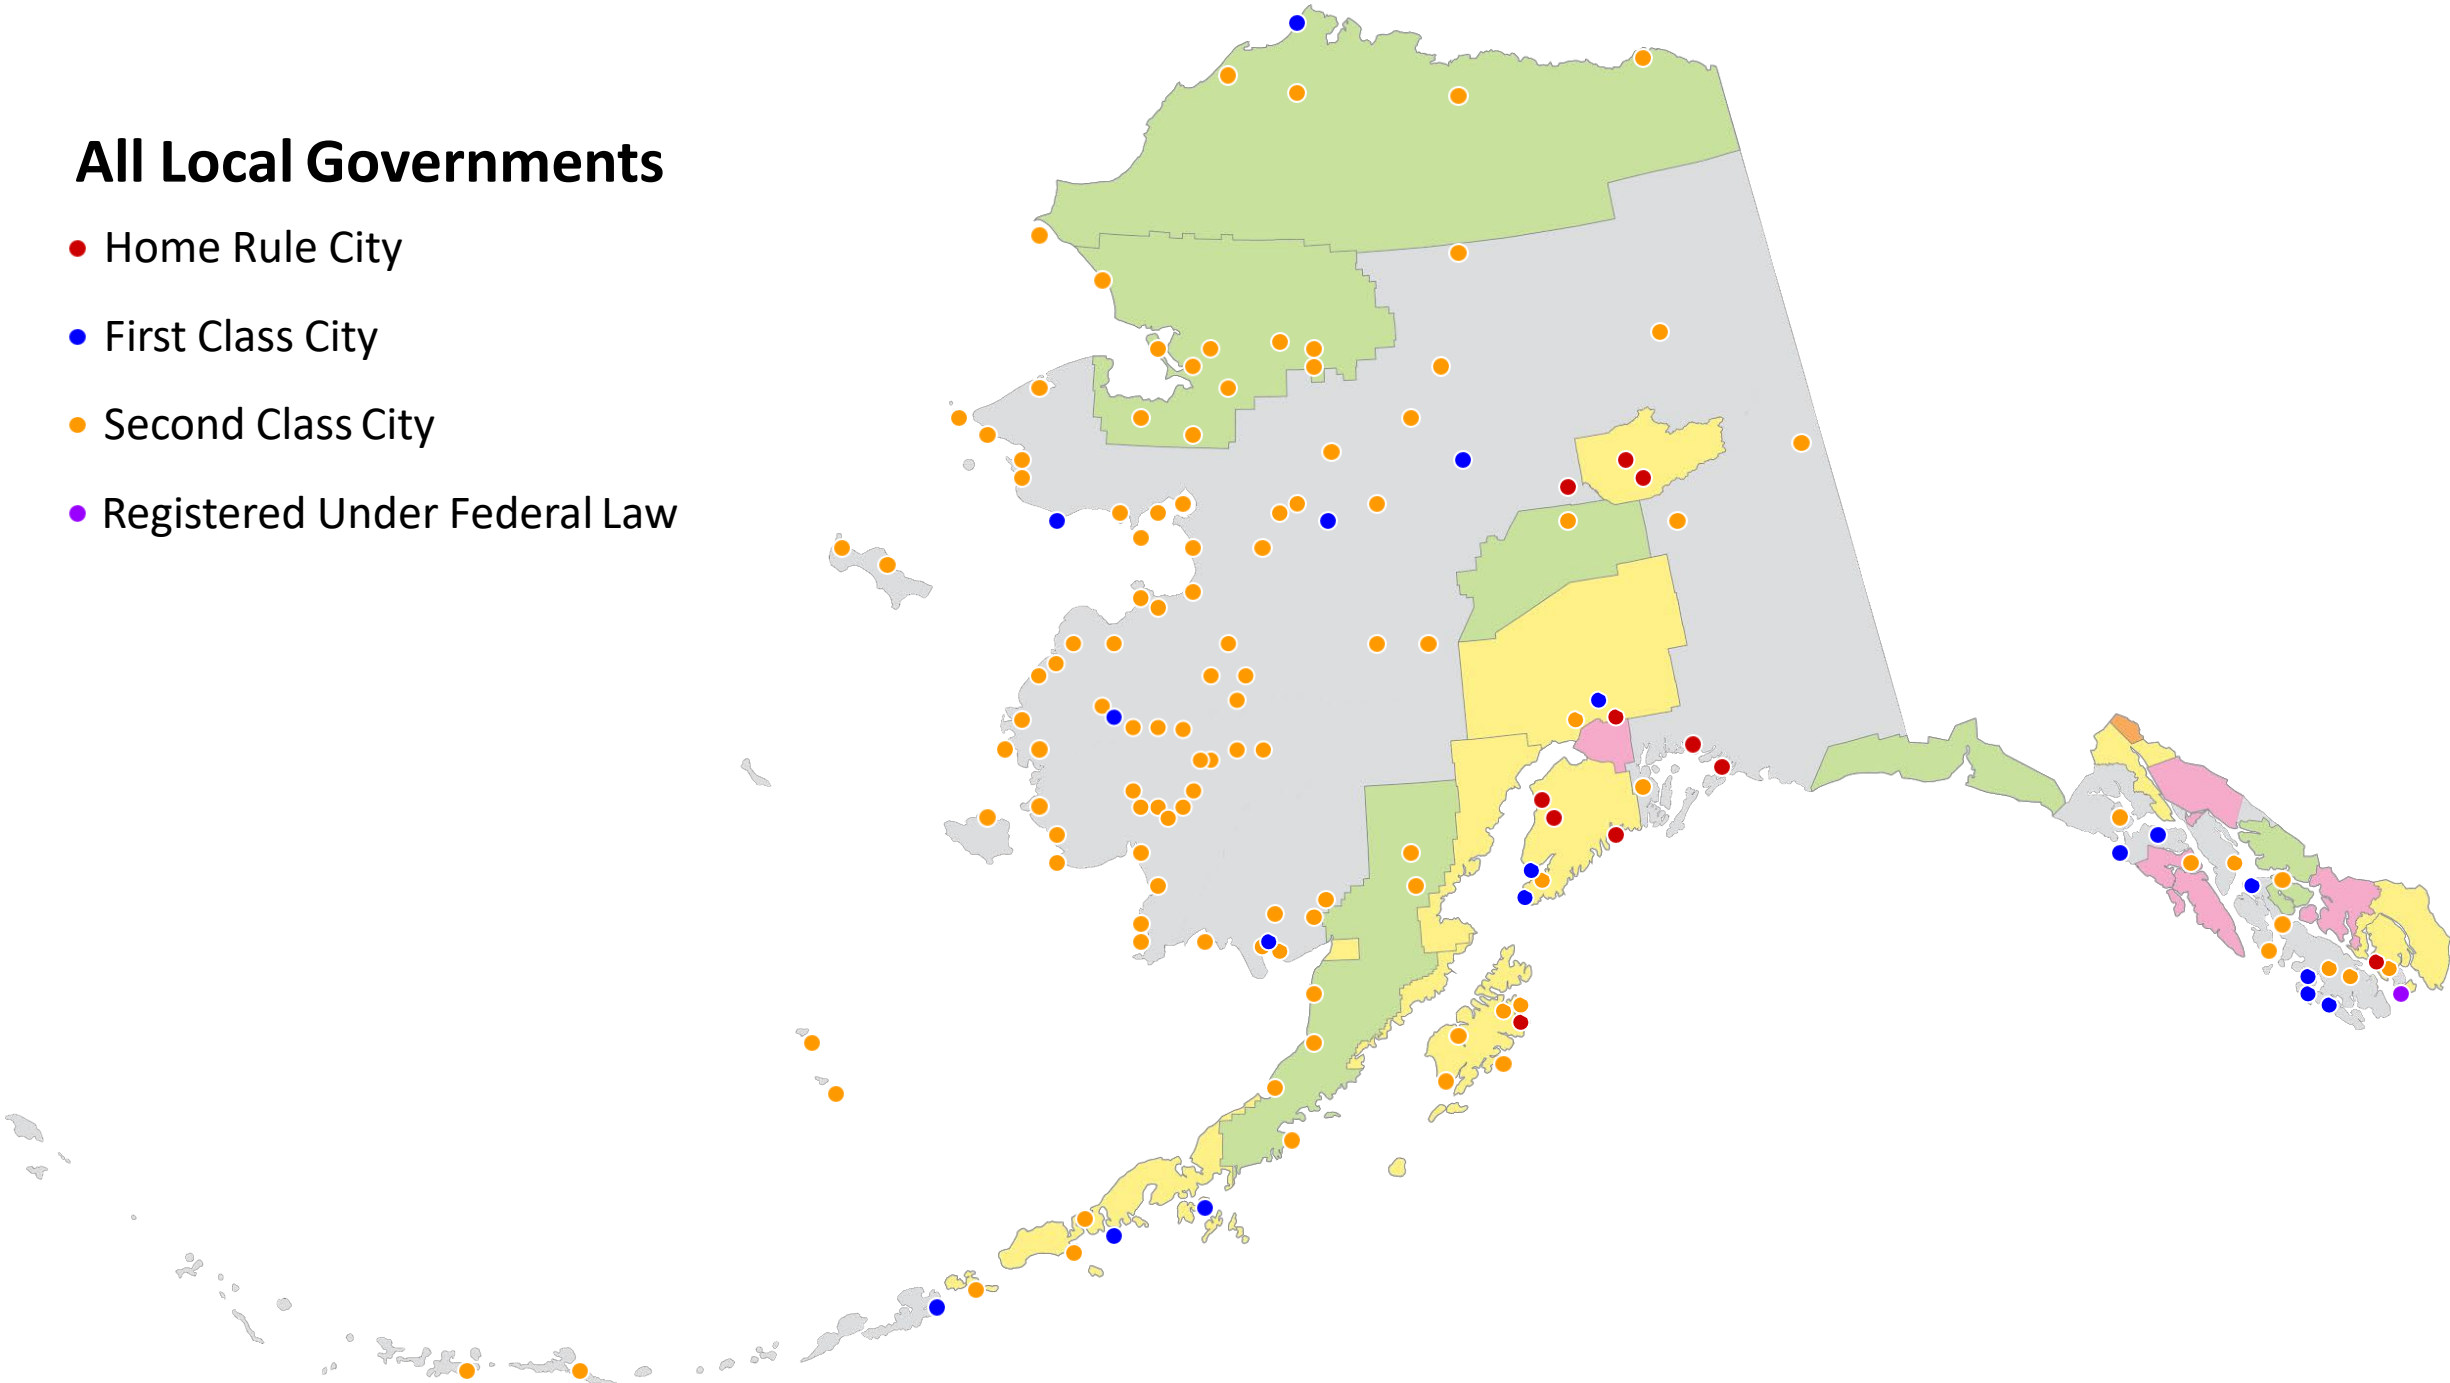 All Local Governments
Home Rule City
First Class City
Second Class City
Registered Under Federal Law